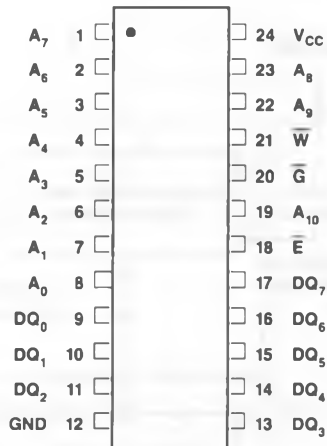 A₇ 1 24 V_CC
A₆ 2 23 A₈
A₅ 3 22 A₉
A₄ 4 21 W̅
A₃ 5 20 G̅
A₂ 6 19 A₁₀
A₁ 7 18 E̅
A₀ 8 17 DQ₇
DQ₀ 9 16 DQ₆
DQ₁ 10 15 DQ₅
DQ₂ 11 14 DQ₄
GND 12 13 DQ₃